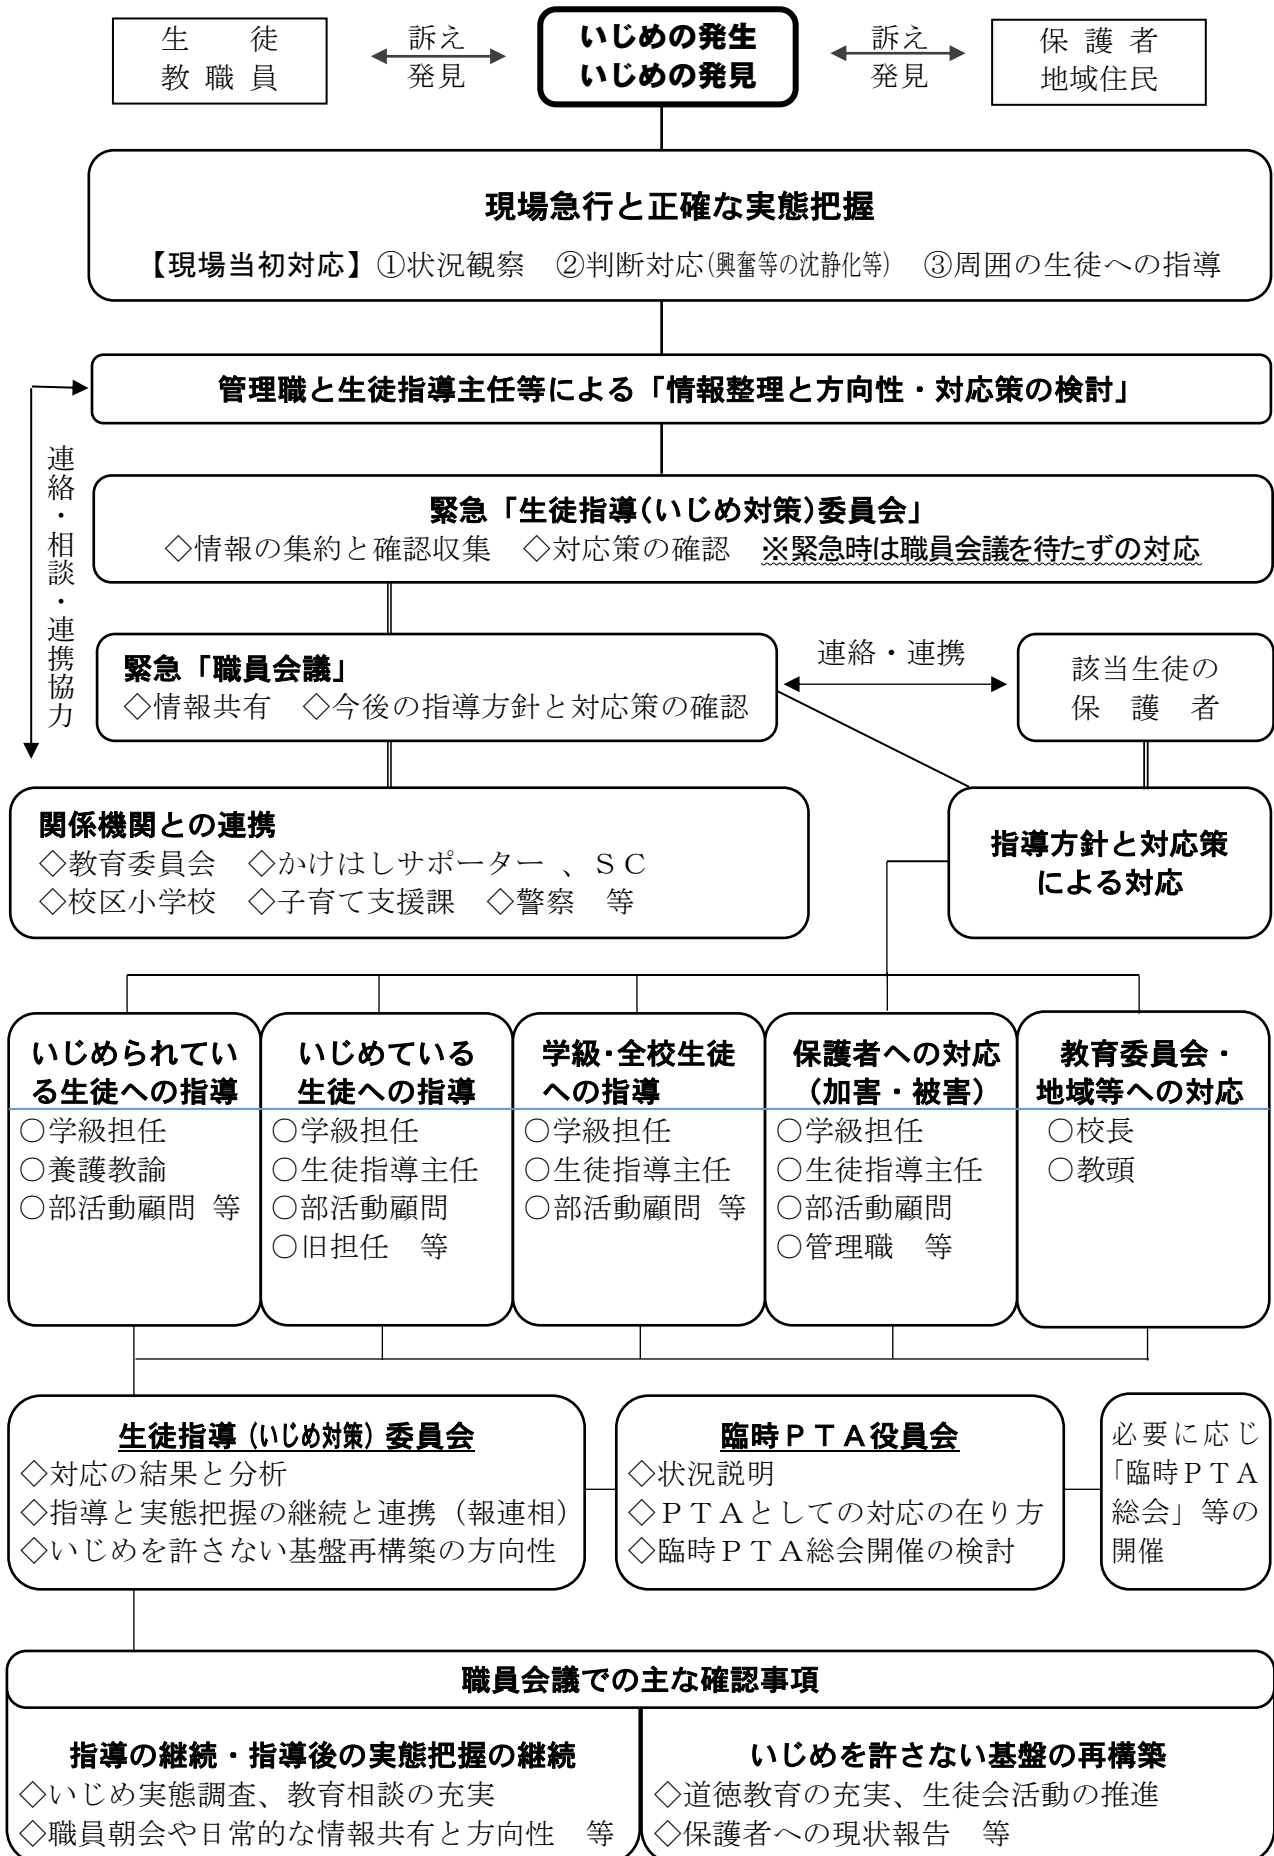 生　徒
教職員
訴え
発見
いじめの発生
いじめの発見
訴え
発見
保護者
地域住民
現場急行と正確な実態把握
【現場当初対応】①状況観察　②判断対応(興奮等の沈静化等)　③周囲の生徒への指導
管理職と生徒指導主任等による「情報整理と方向性・対応策の検討」
連絡・相談・連携協力
緊急「生徒指導(いじめ対策)委員会」
◇情報の集約と確認収集　◇対応策の確認　※緊急時は職員会議を待たずの対応
緊急「職員会議」
◇情報共有　◇今後の指導方針と対応策の確認
連絡・連携
該当生徒の
保　護　者
関係機関との連携
◇教育委員会　◇かけはしサポーター 、ＳＣ
◇校区小学校　◇子育て支援課　◇警察　等
指導方針と対応策
による対応
いじめられてい
る生徒への指導
○学級担任
○養護教諭
○部活動顧問 等
いじめている
生徒への指導
○学級担任
○生徒指導主任
○部活動顧問
○旧担任　等
学級・全校生徒
への指導
○学級担任
○生徒指導主任
○部活動顧問 等
保護者への対応
（加害・被害）
○学級担任
○生徒指導主任
○部活動顧問
○管理職　等
教育委員会・
地域等への対応
○校長
○教頭
生徒指導（いじめ対策）委員会
◇対応の結果と分析
◇指導と実態把握の継続と連携（報連相）
◇いじめを許さない基盤再構築の方向性
臨時ＰＴＡ役員会
◇状況説明
◇ＰＴＡとしての対応の在り方
◇臨時ＰＴＡ総会開催の検討
必要に応じ
「臨時ＰＴＡ
総会」等の
開催
職員会議での主な確認事項
指導の継続・指導後の実態把握の継続
◇いじめ実態調査、教育相談の充実
◇職員朝会や日常的な情報共有と方向性　等
いじめを許さない基盤の再構築
◇道徳教育の充実、生徒会活動の推進
◇保護者への現状報告　等